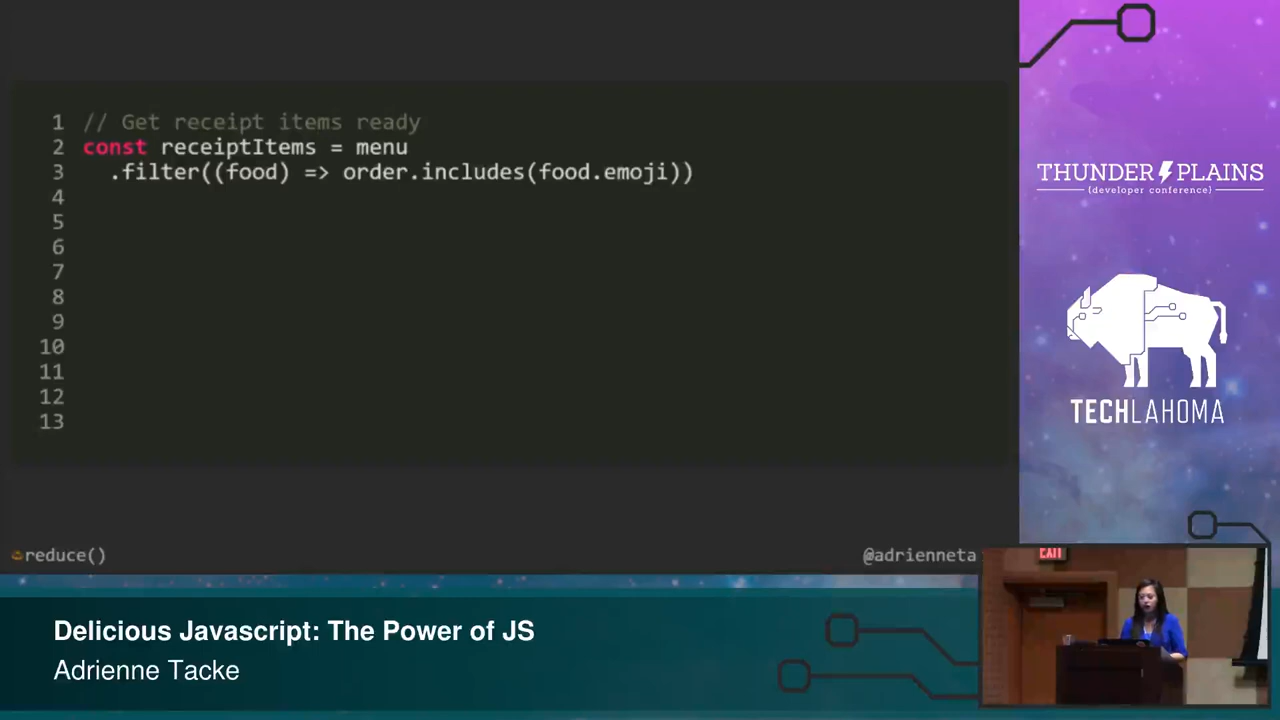 1 // Get receipt items ready
2 const receiptItems = menu
3 .filter((food) => order.includes(food.emoji))
4
5
6
7
8
9
10
11
12
13
reduce()
@adrienneta
THUNDER PLAINS
{developer conference}
TECHLAHOMA
EXIT
Delicious Javascript: The Power of JS
Adrienne Tacke